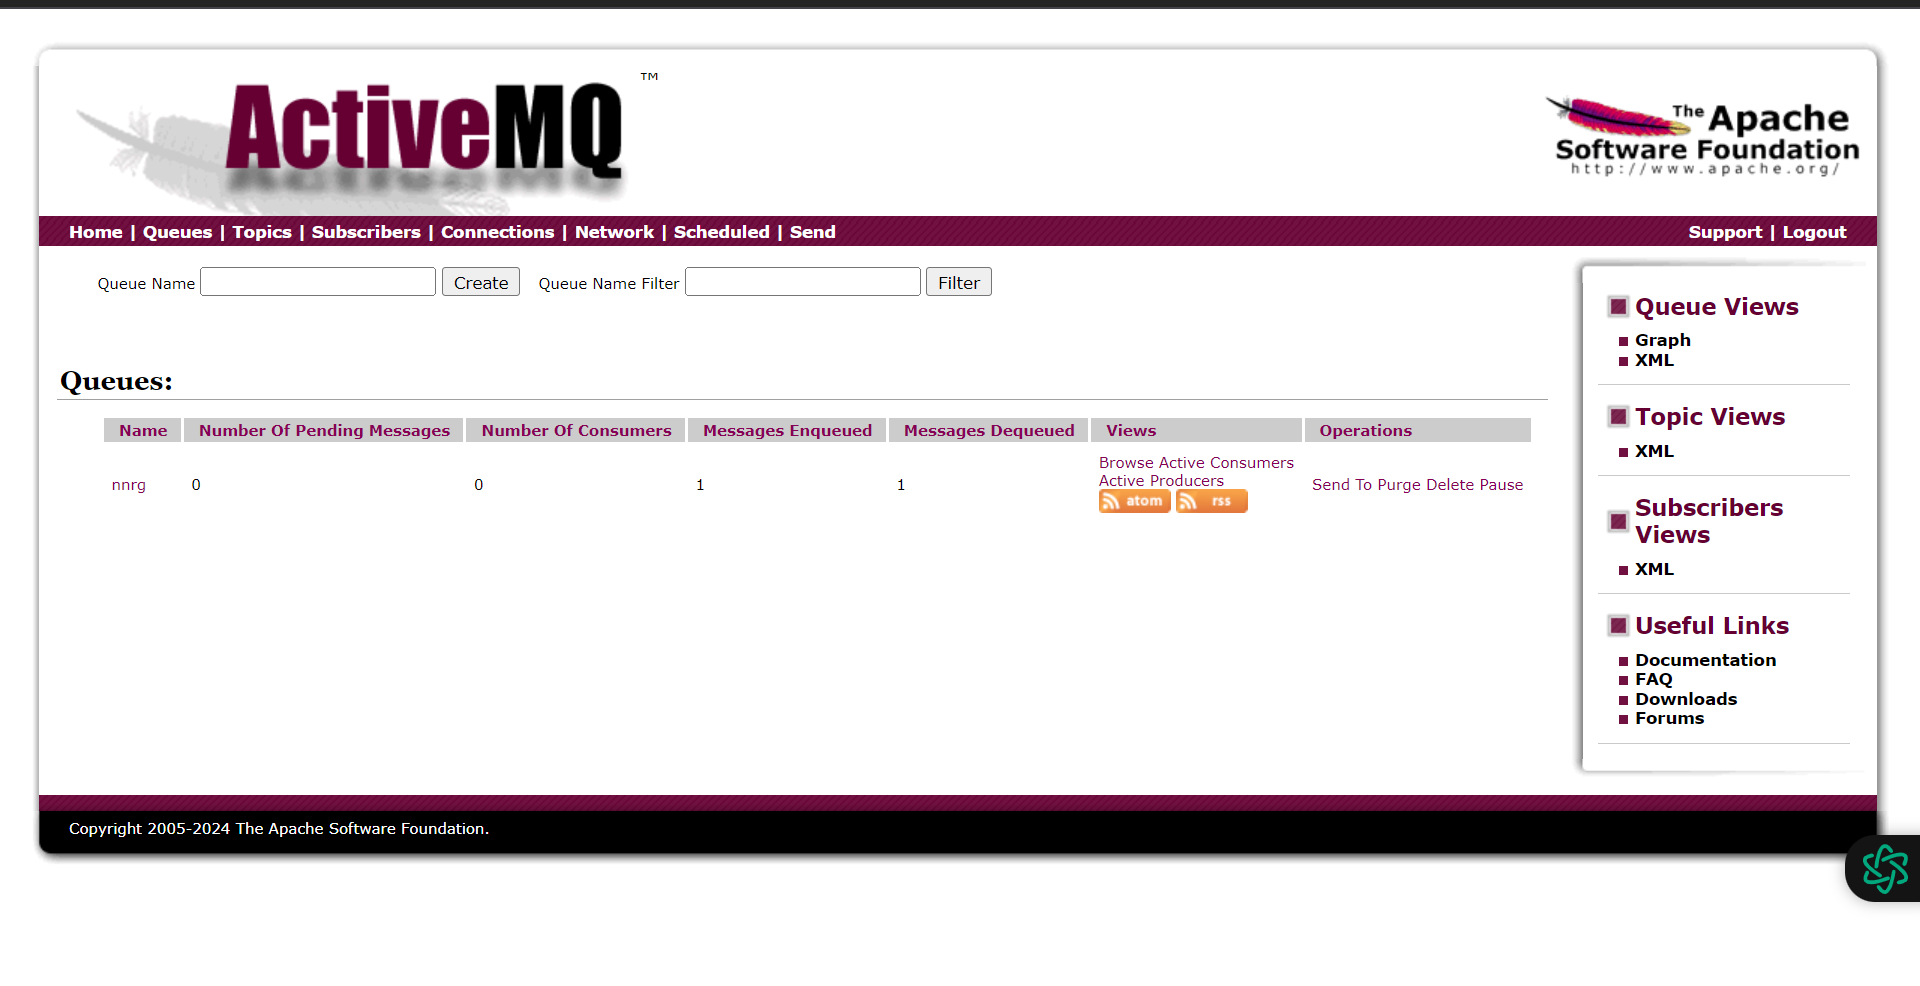 ActiveMQ ™
The Apache
Software Foundation
http://www.apache.org/
Home | Queues | Topics | Subscribers | Connections | Network | Scheduled | Send
Support | Logout
Queue Name Create Queue Name Filter Filter
Queues:
Name Number Of Pending Messages Number Of Consumers Messages Enqueued Messages Dequeued Views Operations
nnrg 0 0 1 1
Browse Active Consumers
Active Producers
atom rss
Send To Purge Delete Pause
Queue Views
Graph
XML
Topic Views
XML
Subscribers
Views
XML
Useful Links
Documentation
FAQ
Downloads
Forums
Copyright 2005-2024 The Apache Software Foundation.